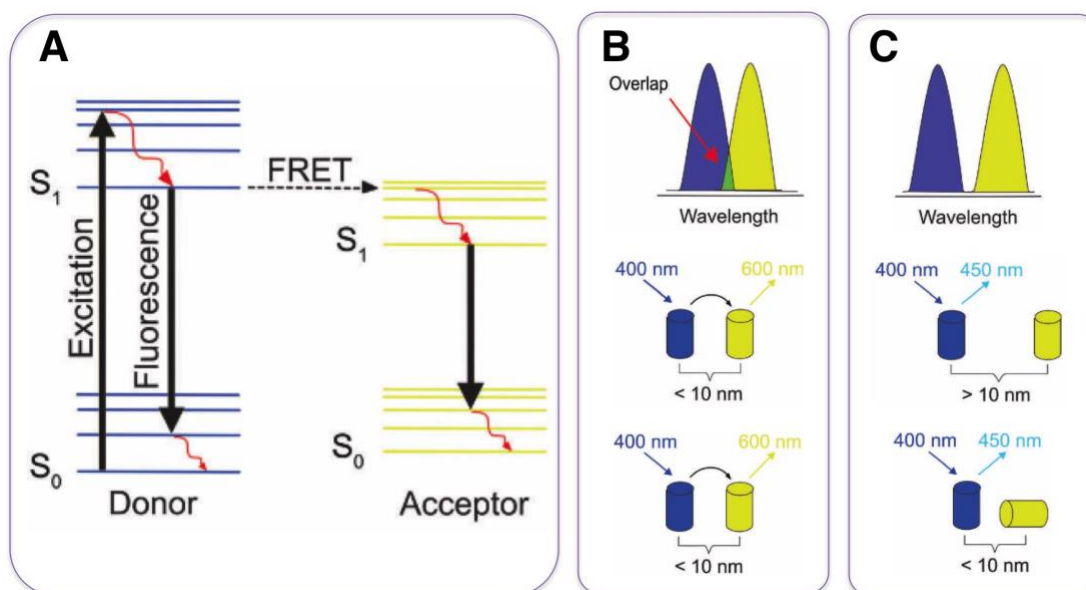 A
S1
Excitation
Fluorescence
S0
Donor
FRET
S1
S0
Acceptor
B
Overlap
Wavelength
400 nm
600 nm
< 10 nm
400 nm
600 nm
< 10 nm
C
Wavelength
400 nm
450 nm
> 10 nm
400 nm
450 nm
< 10 nm